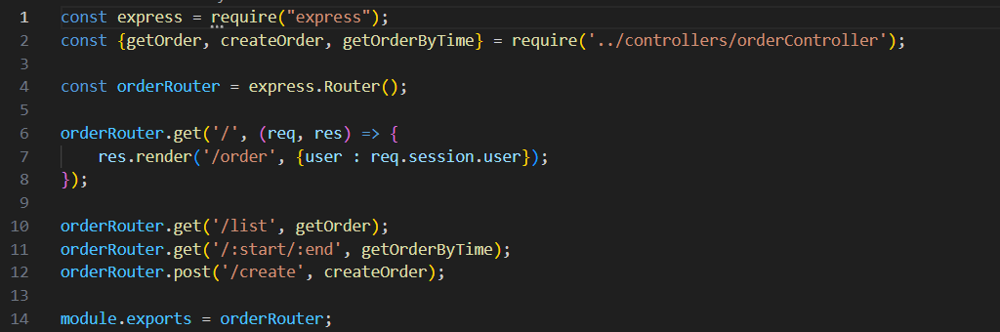 1 const express = require("express");
2 const {getOrder, createOrder, getOrderByTime} = require('../controllers/orderController');
3
4 const orderRouter = express.Router();
5
6 orderRouter.get('/', (req, res) => {
7     res.render('/order', {user : req.session.user});
8 });
9
10 orderRouter.get('/list', getOrder);
11 orderRouter.get('/:start/:end', getOrderByTime);
12 orderRouter.post('/create', createOrder);
13
14 module.exports = orderRouter;